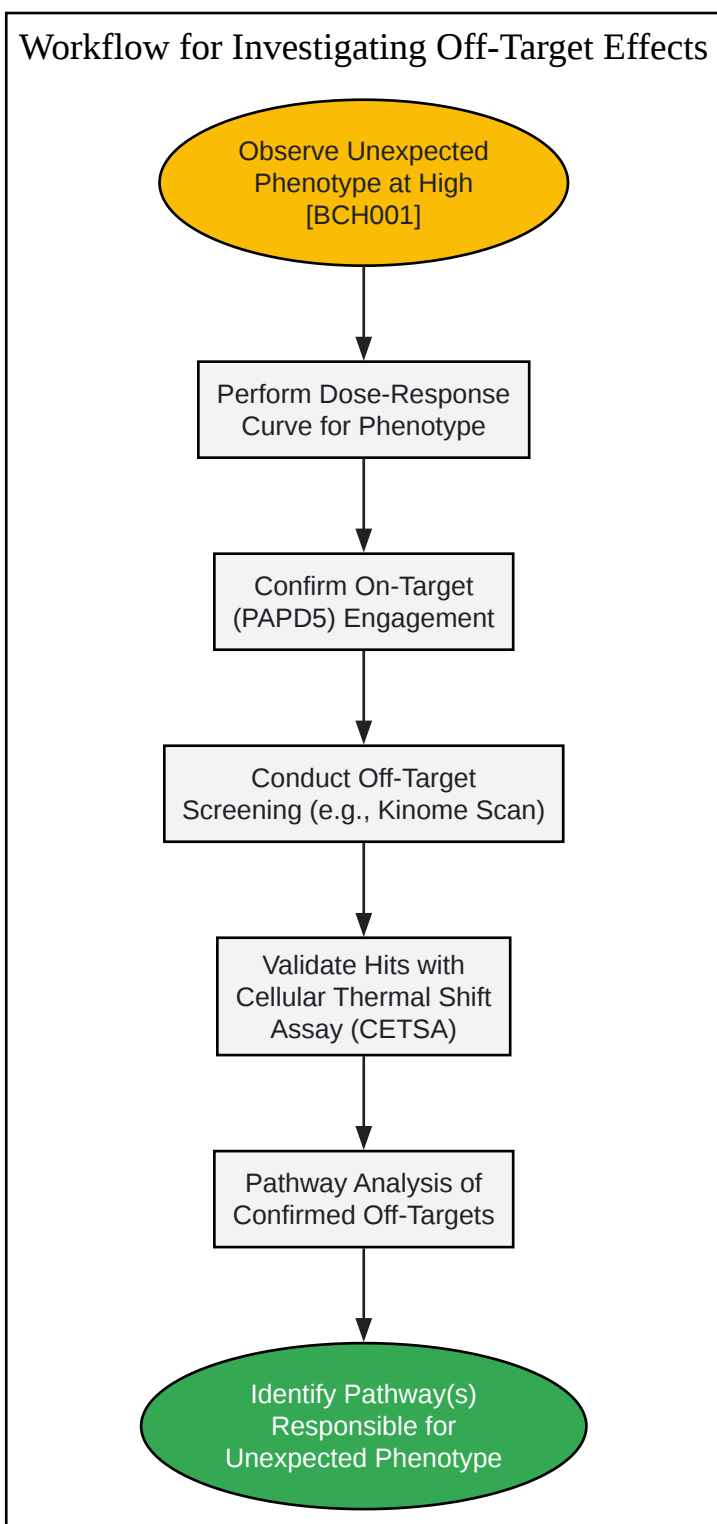 Workflow for Investigating Off-Target Effects
Observe Unexpected
Phenotype at High
[BCH001]
Perform Dose-Response
Curve for Phenotype
Confirm On-Target
(PAPD5) Engagement
Conduct Off-Target
Screening (e.g., Kinome Scan)
Validate Hits with
Cellular Thermal Shift
Assay (CETSA)
Pathway Analysis of
Confirmed Off-Targets
Identify Pathway(s)
Responsible for
Unexpected Phenotype